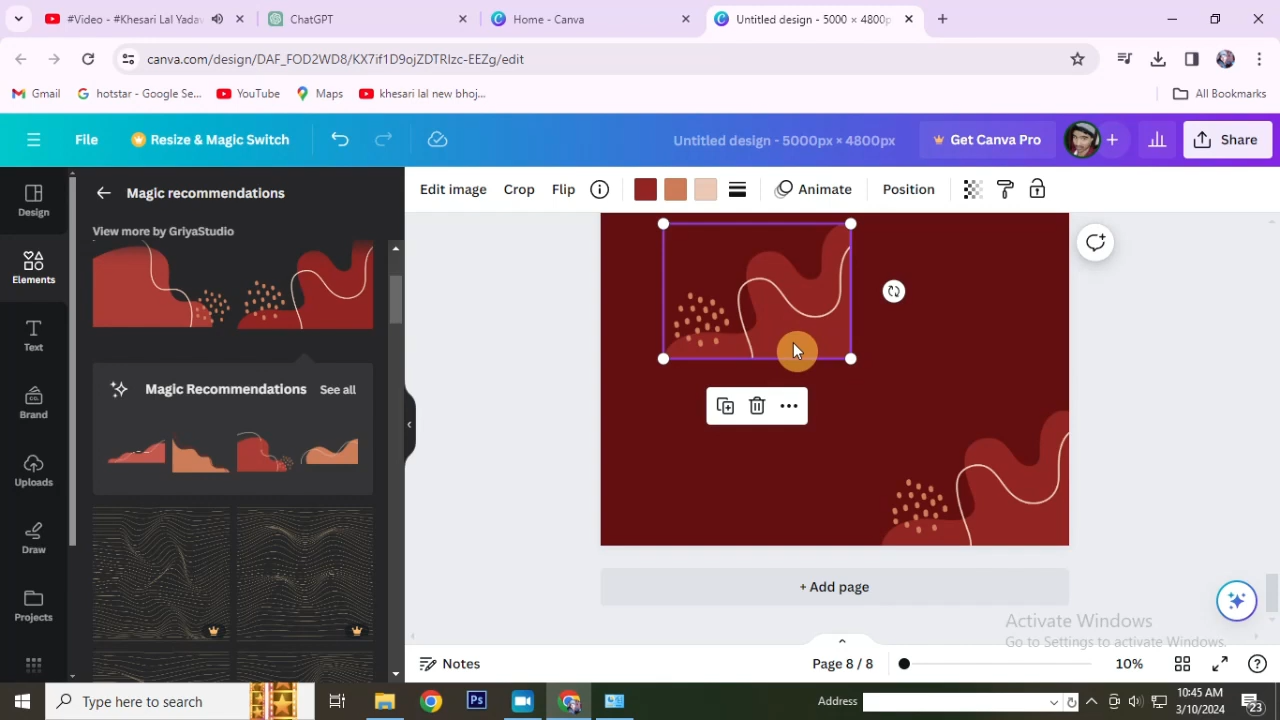 #Video - #Khesari Lal Yadav
ChatGPT
Home - Canva
Untitled design - 5000 × 4800p
canva.com/design/DAF_FOD2WD8/KX7if1D9ojZDTRIzc-EEZg/edit
Gmail
hotstar - Google Se...
YouTube
Maps
khesari lal new bhoj...
All Bookmarks
File
Resize & Magic Switch
Untitled design - 5000px × 4800px
Get Canva Pro
Share
Design
Elements
Text
Brand
Uploads
Draw
Projects
Magic recommendations
View more by GriyaStudio
Magic Recommendations
See all
Edit image
Crop
Flip
Animate
Position
+ Add page
Activate Windows
Go to Settings to activate Windows.
Notes
Page 8 / 8
10%
Type here to search
Ps
Address
10:45 AM
3/10/2024
23